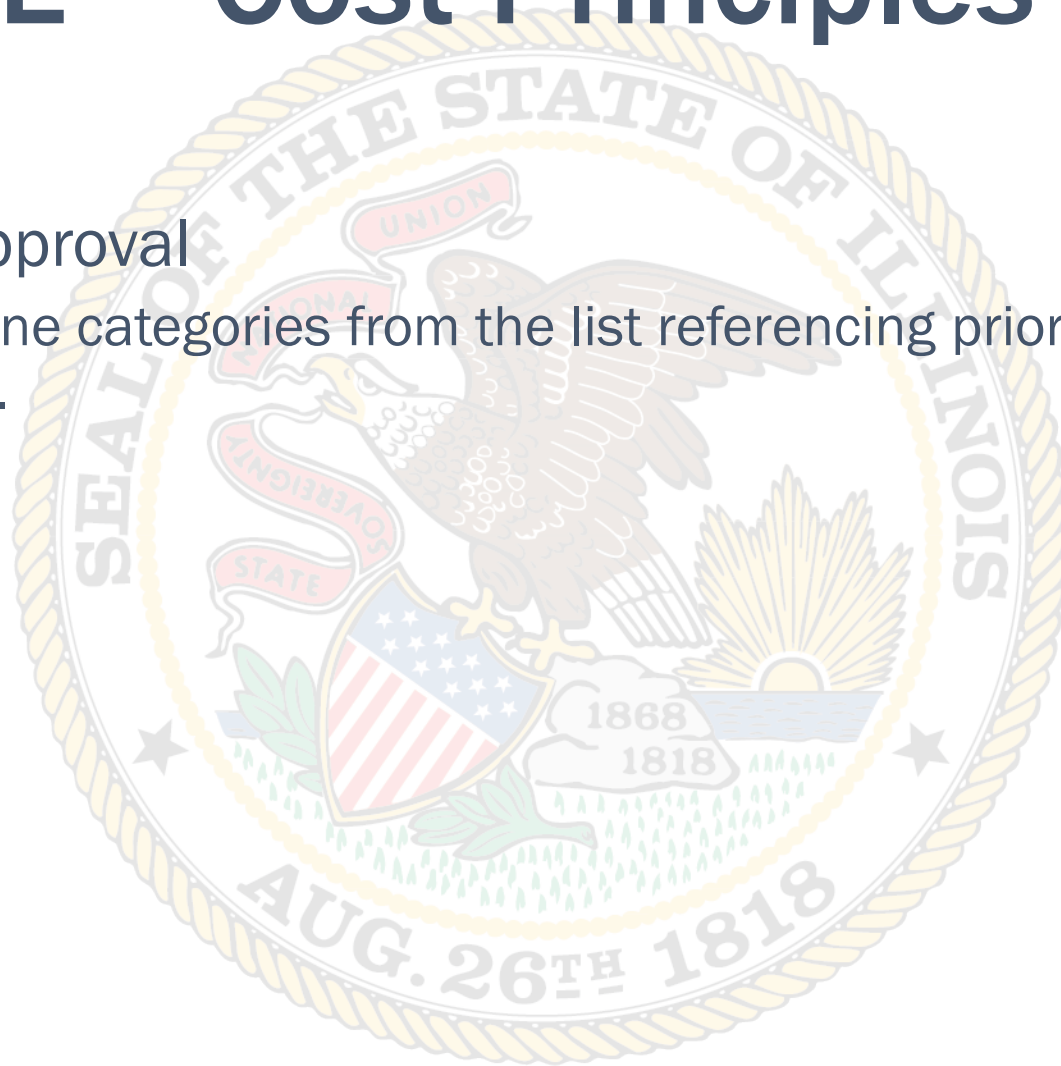 E – Cost Principles
SEAL OF THE STATE OF ILLINOIS
UNION
pproval
NATIONAL
ne categories from the list referencing prior
.
SOVEREIGNTY
STATE
1868
1818
AUG. 26TH 1818